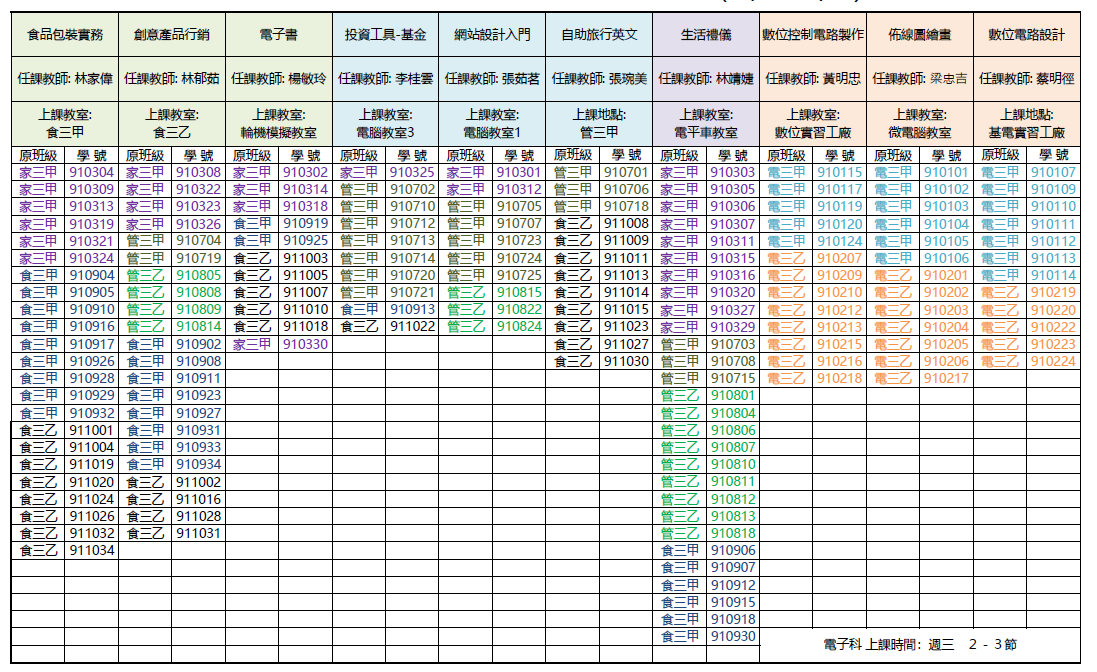 食品包裝實務 創意產品行銷 電子書 投資工具-基金 網站設計入門 自助旅行英文 生活禮儀 數位控制電路製作 佈線圖繪畫 數位電路設計
任課教師: 林家偉 任課教師: 林郁茹 任課教師: 楊敏玲 任課教師: 李桂雲 任課教師: 張茹茗 任課教師: 張琬美 任課教師: 林靖婕 任課教師: 黃明忠 任課教師: 梁忠吉 任課教師: 蔡明徑
上課教室: 上課教室: 上課教室: 上課教室: 上課教室: 上課地點: 上課教室: 上課教室: 上課教室: 上課地點:
食三甲 食三乙 輪機模擬教室 電腦教室3 電腦教室1 管三甲 電平車教室 數位實習工廠 微電腦教室 基電實習工廠
原班級 學 號 原班級 學 號 原班級 學 號 原班級 學 號 原班級 學 號 原班級 學 號 原班級 學 號 原班級 學 號 原班級 學 號 原班級 學 號
家三甲 910304 家三甲 910308 家三甲 910302 家三甲 910325 家三甲 910301 管三甲 910701 家三甲 910303 電三甲 910115 電三甲 910101 電三甲 910107
家三甲 910309 家三甲 910322 家三甲 910314 管三甲 910702 家三甲 910312 管三甲 910706 家三甲 910305 電三甲 910117 電三甲 910102 電三甲 910109
家三甲 910313 家三甲 910323 家三甲 910318 管三甲 910710 管三甲 910705 管三甲 910718 家三甲 910306 電三甲 910119 電三甲 910103 電三甲 910110
家三甲 910319 家三甲 910326 食三甲 910919 管三甲 910712 管三甲 910707 食三乙 911008 家三甲 910307 電三甲 910120 電三甲 910104 電三甲 910111
家三甲 910321 管三甲 910704 食三甲 910925 管三甲 910713 管三甲 910723 食三乙 911009 家三甲 910311 電三甲 910124 電三甲 910105 電三甲 910112
家三甲 910324 管三甲 910719 食三乙 911003 管三甲 910714 管三甲 910724 食三乙 911011 家三甲 910315 電三乙 910207 電三甲 910106 電三甲 910113
食三甲 910904 管三乙 910805 食三乙 911005 管三甲 910720 管三甲 910725 食三乙 911013 家三甲 910316 電三乙 910209 電三乙 910201 電三甲 910114
食三甲 910905 管三乙 910808 食三乙 911007 管三甲 910721 管三乙 910815 食三乙 911014 家三甲 910320 電三乙 910210 電三乙 910202 電三乙 910219
食三甲 910910 管三乙 910809 食三乙 911010 食三甲 910913 管三乙 910822 食三乙 911015 家三甲 910327 電三乙 910212 電三乙 910203 電三乙 910220
食三甲 910916 管三乙 910814 食三乙 911018 食三乙 911022 管三乙 910824 食三乙 911023 家三甲 910329 電三乙 910213 電三乙 910204 電三乙 910222
食三甲 910917 食三甲 910902 家三甲 910330 食三乙 911027 管三甲 910703 電三乙 910215 電三乙 910205 電三乙 910223
食三甲 910926 食三甲 910908 食三乙 911030 管三甲 910708 電三乙 910216 電三乙 910206 電三乙 910224
食三甲 910928 食三甲 910911 管三甲 910715 電三乙 910218 電三乙 910217
食三甲 910929 食三甲 910923 管三乙 910801
食三甲 910932 食三甲 910927 管三乙 910804
食三乙 911001 食三甲 910931 管三乙 910806
食三乙 911004 食三甲 910933 管三乙 910807
食三乙 911019 食三甲 910934 管三乙 910810
食三乙 911020 食三乙 911002 管三乙 910811
食三乙 911024 食三乙 911016 管三乙 910812
食三乙 911026 食三乙 911028 管三乙 910813
食三乙 911032 食三乙 911031 管三乙 910818
食三乙 911034 食三甲 910906
食三甲 910907
食三甲 910912
食三甲 910915
食三甲 910918
食三甲 910930
電子科 上課時間: 週三 2 - 3 節